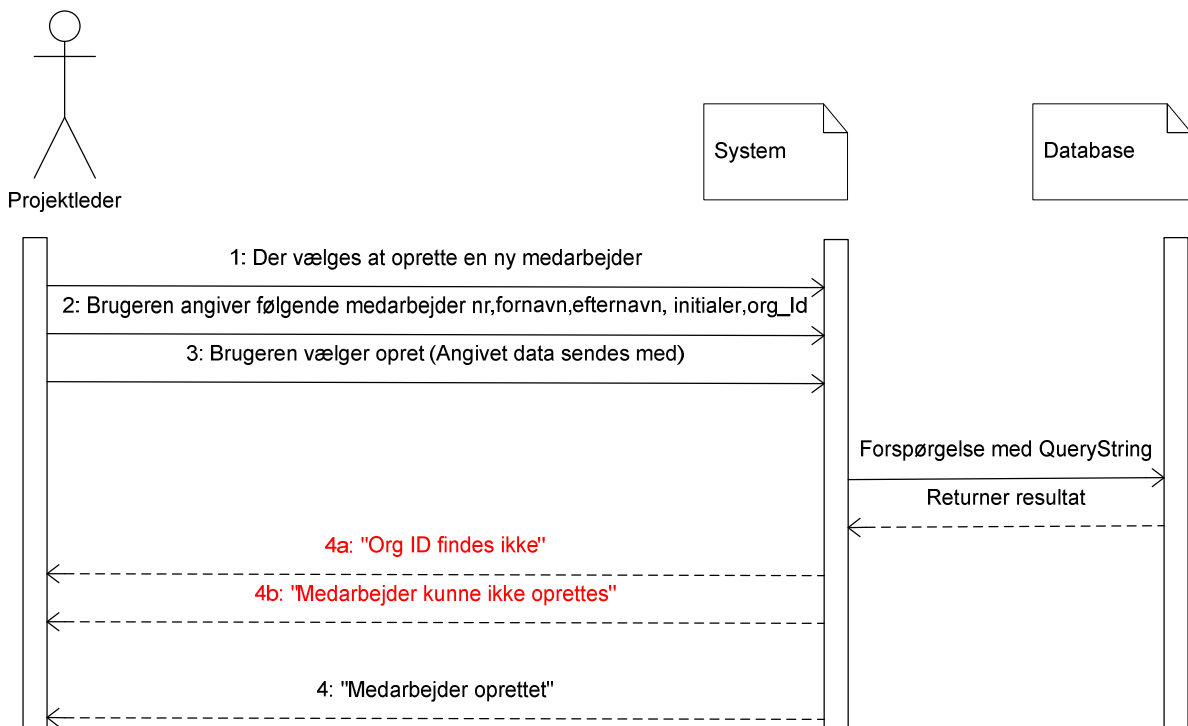 System
Database
Projektleder
1: Der vælges at oprette en ny medarbejder
2: Brugeren angiver følgende medarbejder nr,fornavn,efternavn, initialer,org_Id
3: Brugeren vælger opret (Angivet data sendes med)
Forspørgelse med QueryString
Returner resultat
4a: "Org ID findes ikke"
4b: "Medarbejder kunne ikke oprettes"
4: "Medarbejder oprettet"